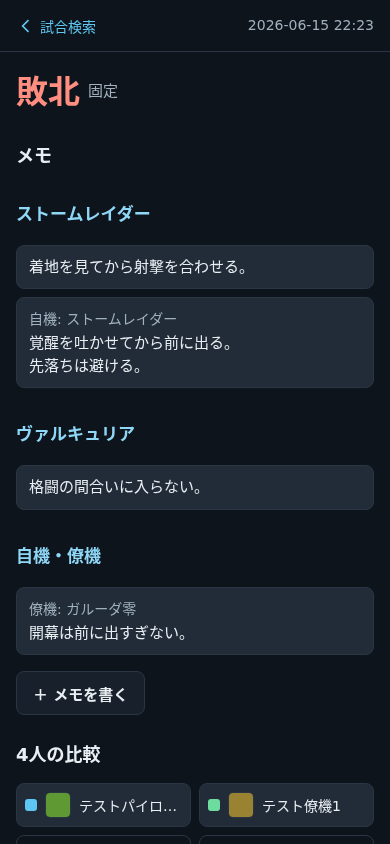 試合検索
2026-06-15 22:23
敗北 固定
メモ
ストームレイダー
着地を見てから射撃を合わせる。
自機: ストームレイダー
覚醒を吐かせてから前に出る。
先落ちは避ける。
ヴァルキュリア
格闘の間合いに入らない。
自機・僚機
僚機: ガルーダ零
開幕は前に出すぎない。
＋ メモを書く
4人の比較
テストパイロ…
テスト僚機1